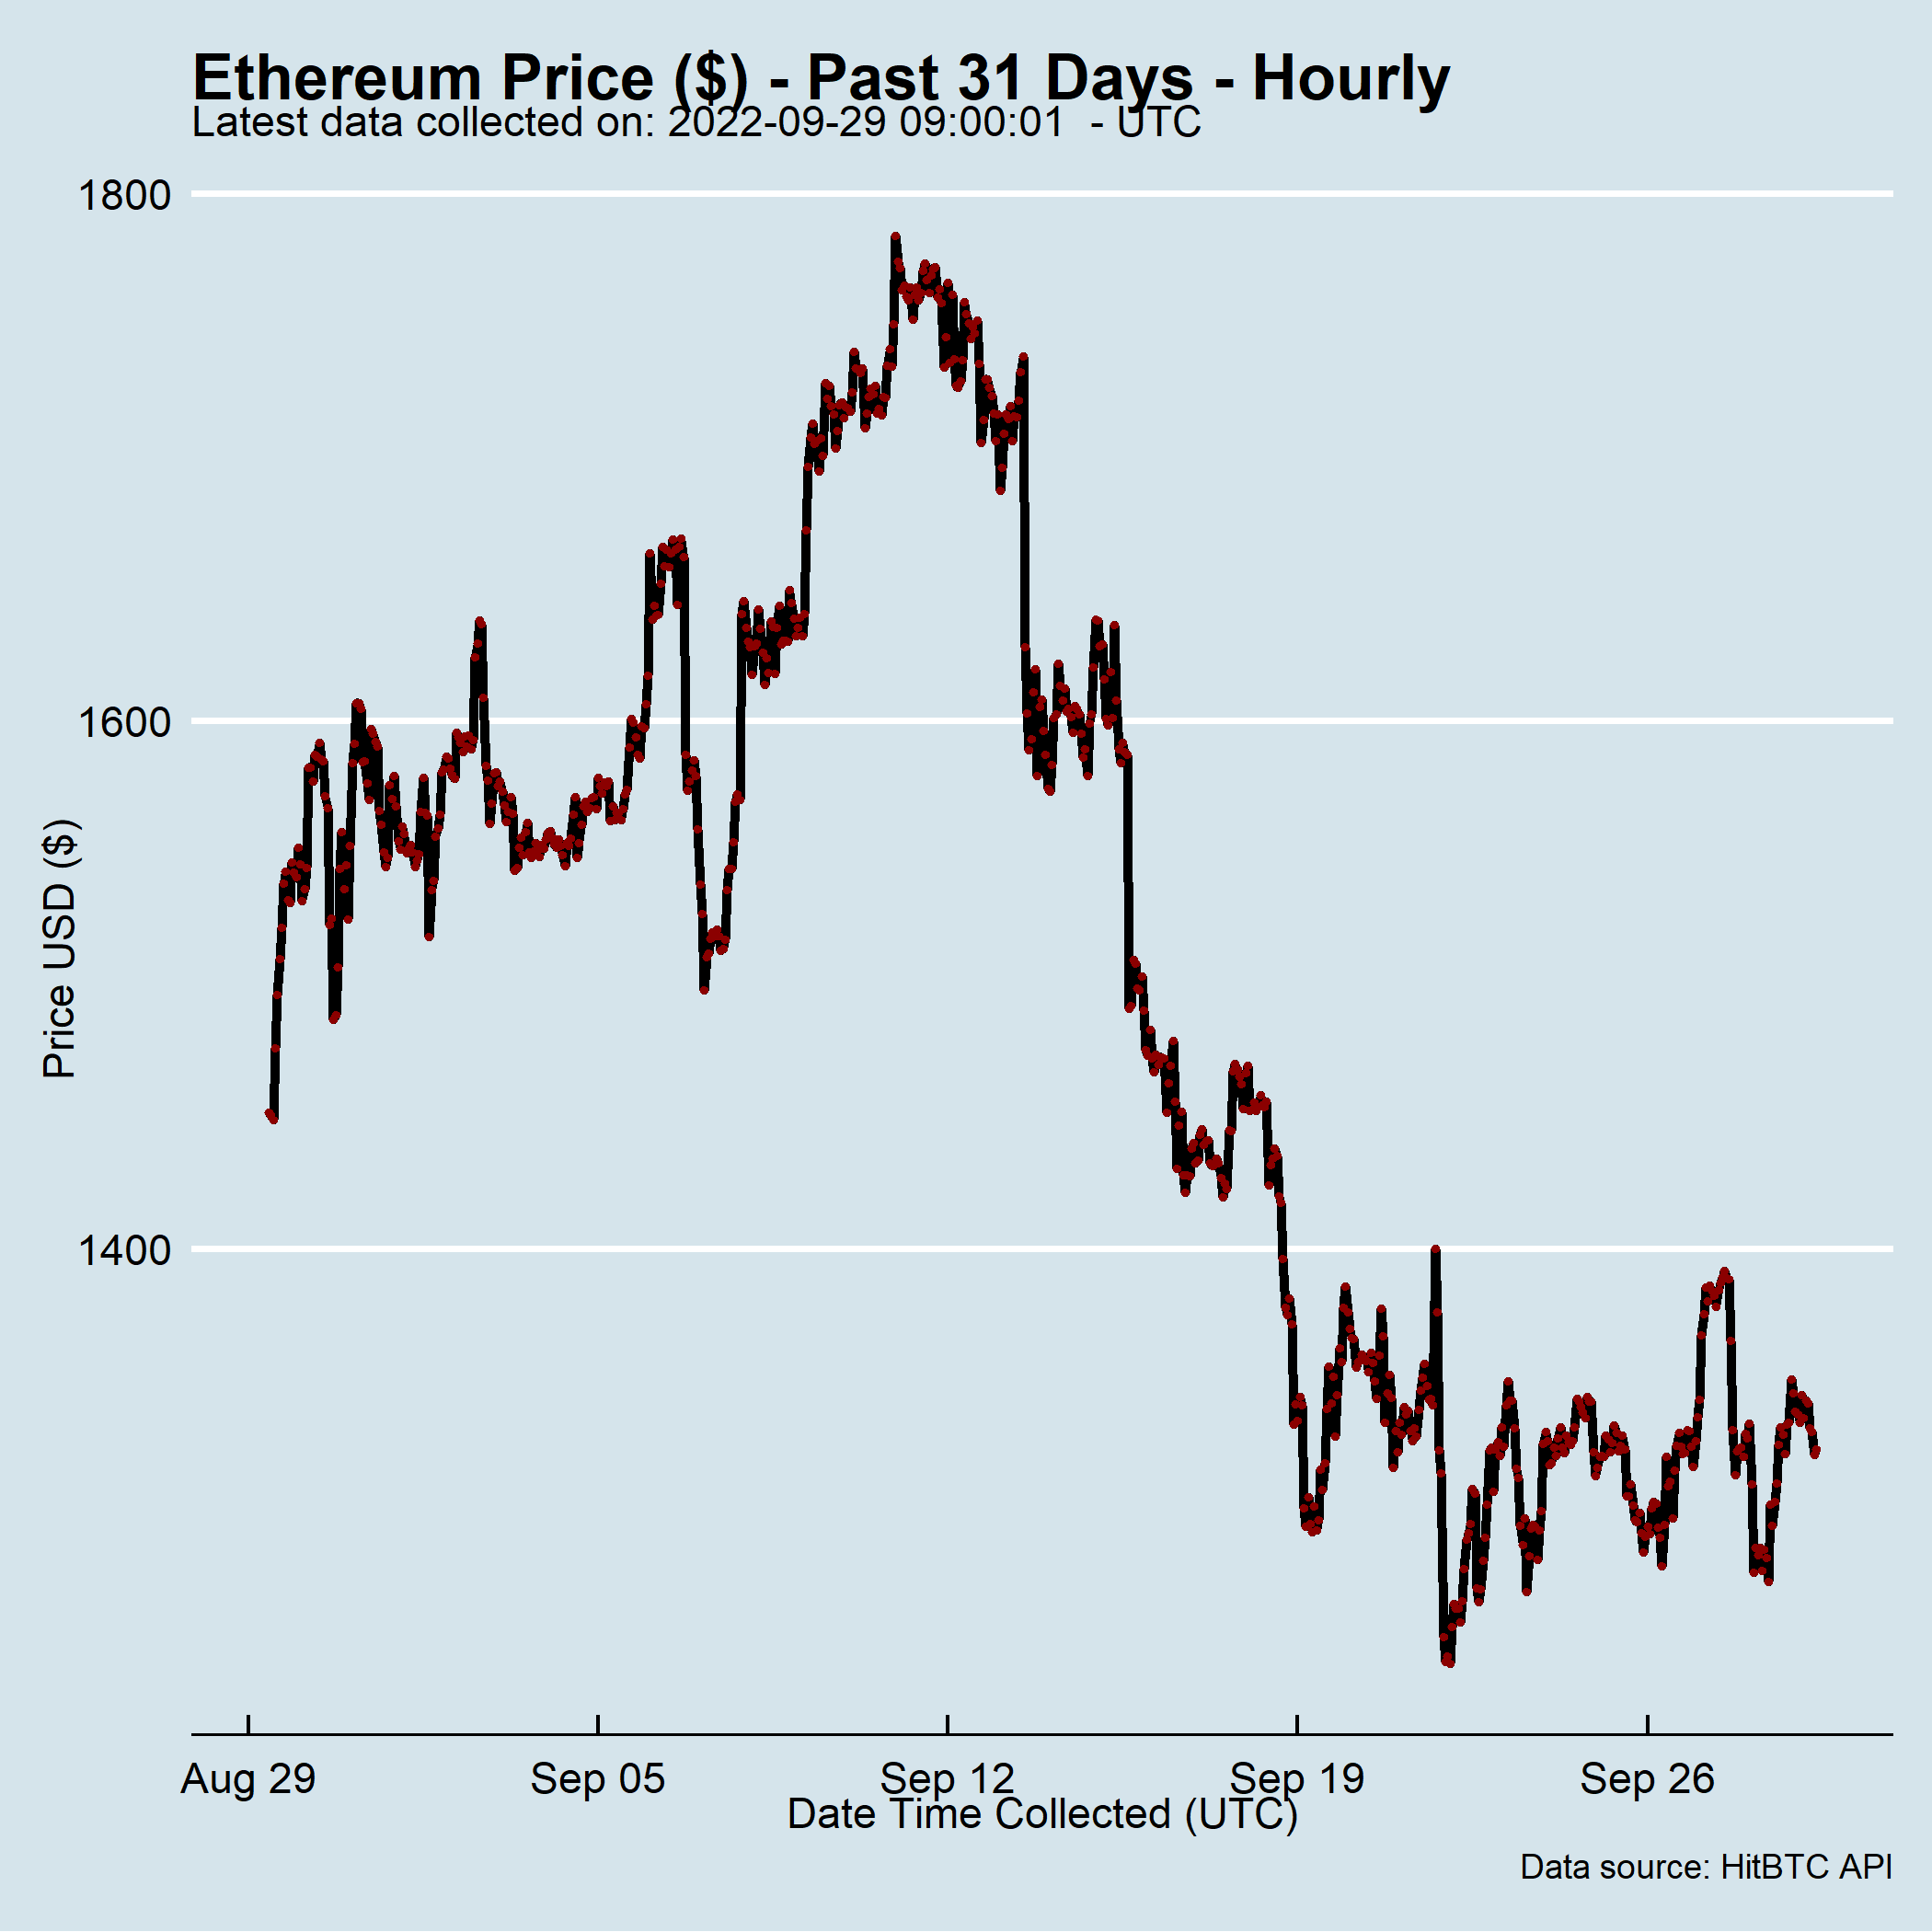 Ethereum Price ($) - Past 31 Days - Hourly
Latest data collected on: 2022-09-29 09:00:01  - UTC
1800
1600
1400
Price USD ($)
Aug 29
Sep 05
Sep 12
Sep 19
Sep 26
Date Time Collected (UTC)
Data source: HitBTC API